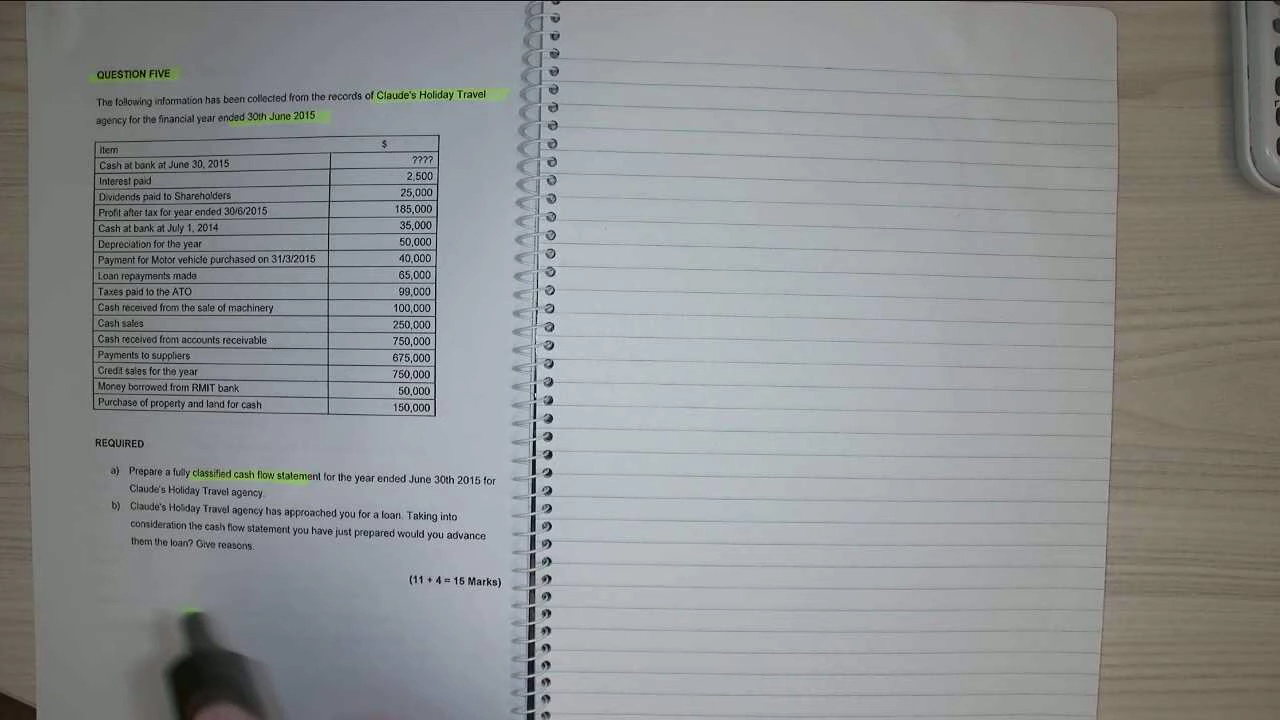 QUESTION FIVE
The following information has been collected from the records of Claude's Holiday Travel
agency for the financial year ended 30th June 2015
Item $
Cash at bank at June 30, 2015 ????
Interest paid 2,500
Dividends paid to Shareholders 25,000
Profit after tax for year ended 30/6/2015 185,000
Cash at bank at July 1, 2014 35,000
Depreciation for the year 50,000
Payment for Motor vehicle purchased on 31/3/2015 40,000
Loan repayments made 65,000
Taxes paid to the ATO 99,000
Cash received from the sale of machinery 100,000
Cash sales 250,000
Cash received from accounts receivable 750,000
Payments to suppliers 675,000
Credit sales for the year 750,000
Money borrowed from RMIT bank 50,000
Purchase of property and land for cash 150,000
REQUIRED
a) Prepare a fully classified cash flow statement for the year ended June 30th 2015 for
Claude's Holiday Travel agency.
b) Claude's Holiday Travel agency has approached you for a loan. Taking into
consideration the cash flow statement you have just prepared would you advance
them the loan? Give reasons.
(11 + 4 = 15 Marks)